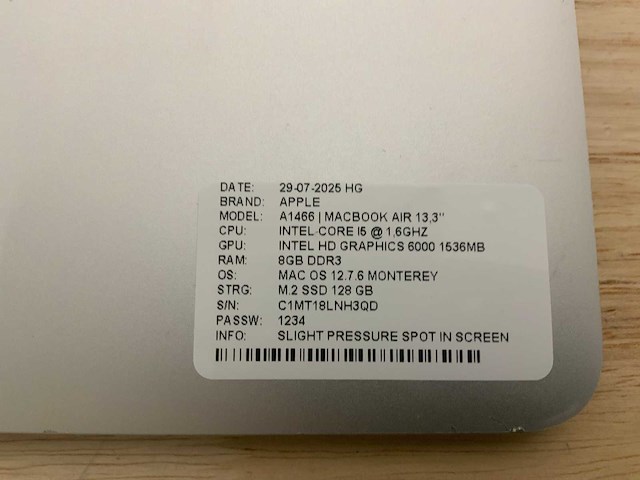 DATE: 29-07-2025 HG
BRAND: APPLE
MODEL: A1466 | MACBOOK AIR 13,3"
CPU: INTEL CORE I5 @ 1,6GHZ
GPU: INTEL HD GRAPHICS 6000 1536MB
RAM: 8GB DDR3
OS: MAC OS 12.7.6 MONTEREY
STRG: M.2 SSD 128 GB
S/N: C1MT18LNH3QD
PASSW: 1234
INFO: SLIGHT PRESSURE SPOT IN SCREEN